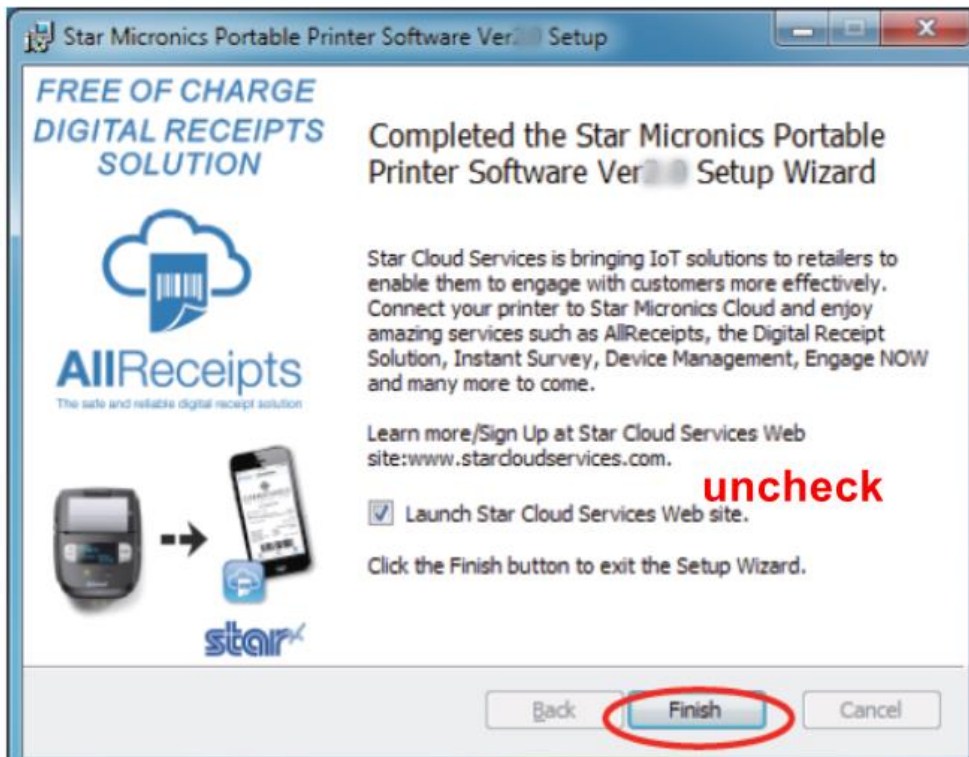 Star Micronics Portable Printer Software Ver Setup
FREE OF CHARGE
DIGITAL RECEIPTS
SOLUTION
AllReceipts
The safe and reliable digital receipt solution
star
Completed the Star Micronics Portable
Printer Software Ver Setup Wizard
Star Cloud Services is bringing IoT solutions to retailers to
enable them to engage with customers more effectively.
Connect your printer to Star Micronics Cloud and enjoy
amazing services such as AllReceipts, the Digital Receipt
Solution, Instant Survey, Device Management, Engage NOW
and many more to come.
Learn more/Sign Up at Star Cloud Services Web
site:www.starcloudservices.com.
uncheck
Launch Star Cloud Services Web site.
Click the Finish button to exit the Setup Wizard.
Back Finish Cancel